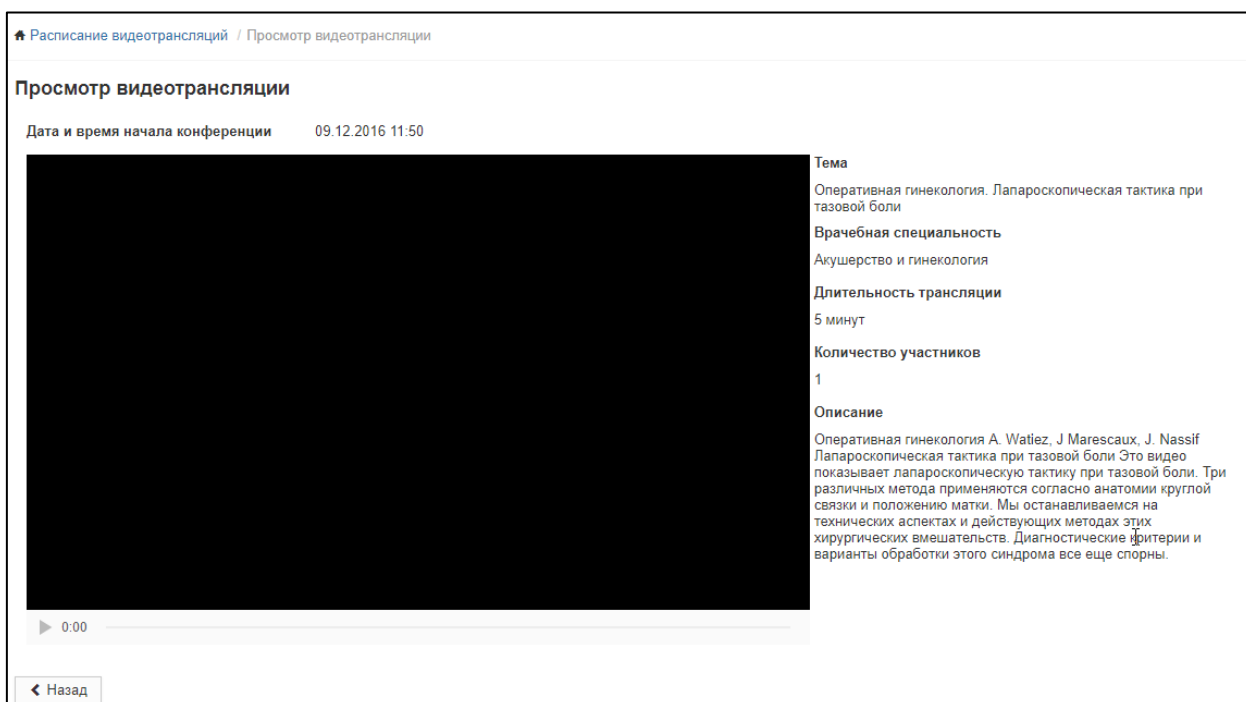 Расписание видеотрансляций / Просмотр видеотрансляции
Просмотр видеотрансляции
Дата и время начала конференции 09.12.2016 11:50
Тема
Оперативная гинекология. Лапароскопическая тактика при
тазовой боли
Врачебная специальность
Акушерство и гинекология
Длительность трансляции
5 минут
Количество участников
1
Описание
Оперативная гинекология A. Watiez, J Marescaux, J. Nassif
Лапароскопическая тактика при тазовой боли Это видео
показывает лапароскопическую тактику при тазовой боли. Три
различных метода применяются согласно анатомии круглой
связки и положению матки. Мы останавливаемся на
технических аспектах и действующих методах этих
хирургических вмешательств. Диагностические критерии и
варианты обработки этого синдрома все еще спорны.
0:00
Назад